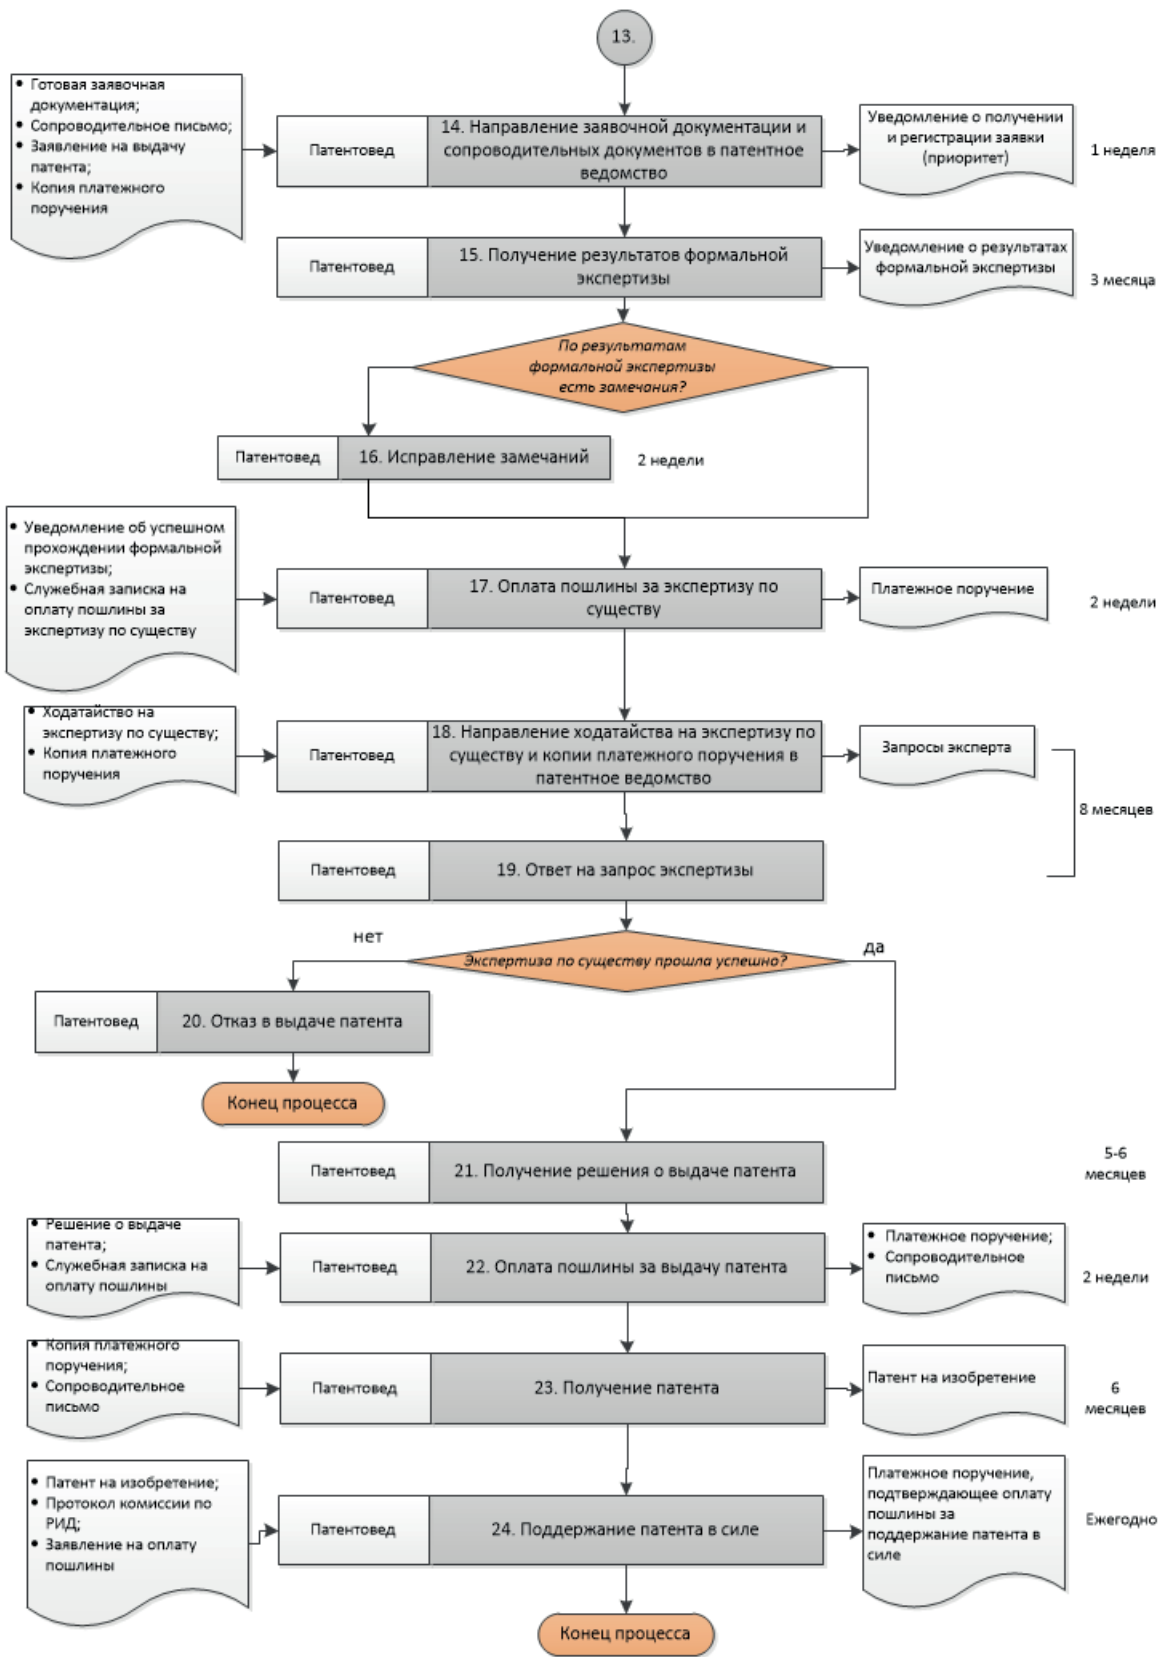 13.
• Готовая заявочная
документация;
• Сопроводительное письмо;
• Заявление на выдачу
патента;
• Копия платежного
поручения
Патентовед
14. Направление заявочной документации и
сопроводительных документов в патентное
ведомство
Уведомление о получении
и регистрации заявки
(приоритет)
1 неделя
Патентовед
15. Получение результатов формальной
экспертизы
Уведомление о результатах
формальной экспертизы
3 месяца
По результатам
формальной экспертизы
есть замечания?
Патентовед
16. Исправление замечаний
2 недели
• Уведомление об успешном
прохождении формальной
экспертизы;
• Служебная записка на
оплату пошлины за
экспертизу по существу
Патентовед
17. Оплата пошлины за экспертизу по
существу
Платежное поручение
2 недели
• Ходатайство на
экспертизу по существу;
• Копия платежного
поручения
Патентовед
18. Направление ходатайства на экспертизу по
существу и копии платежного поручения в
патентное ведомство
Запросы эксперта
8 месяцев
Патентовед
19. Ответ на запрос экспертизы
нет
Экспертиза по существу прошла успешно?
да
Патентовед
20. Отказ в выдаче патента
Конец процесса
Патентовед
21. Получение решения о выдаче патента
5-6
месяцев
• Решение о выдаче
патента;
• Служебная записка на
оплату пошлины
Патентовед
22. Оплата пошлины за выдачу патента
• Платежное поручение;
• Сопроводительное
письмо
2 недели
• Копия платежного
поручения;
• Сопроводительное
письмо
Патентовед
23. Получение патента
Патент на изобретение
6
месяцев
• Патент на изобретение;
• Протокол комиссии по
РИД;
• Заявление на оплату
пошлины
Патентовед
24. Поддержание патента в силе
Платежное поручение,
подтверждающее оплату
пошлины за
поддержание патента в
силе
Ежегодно
Конец процесса